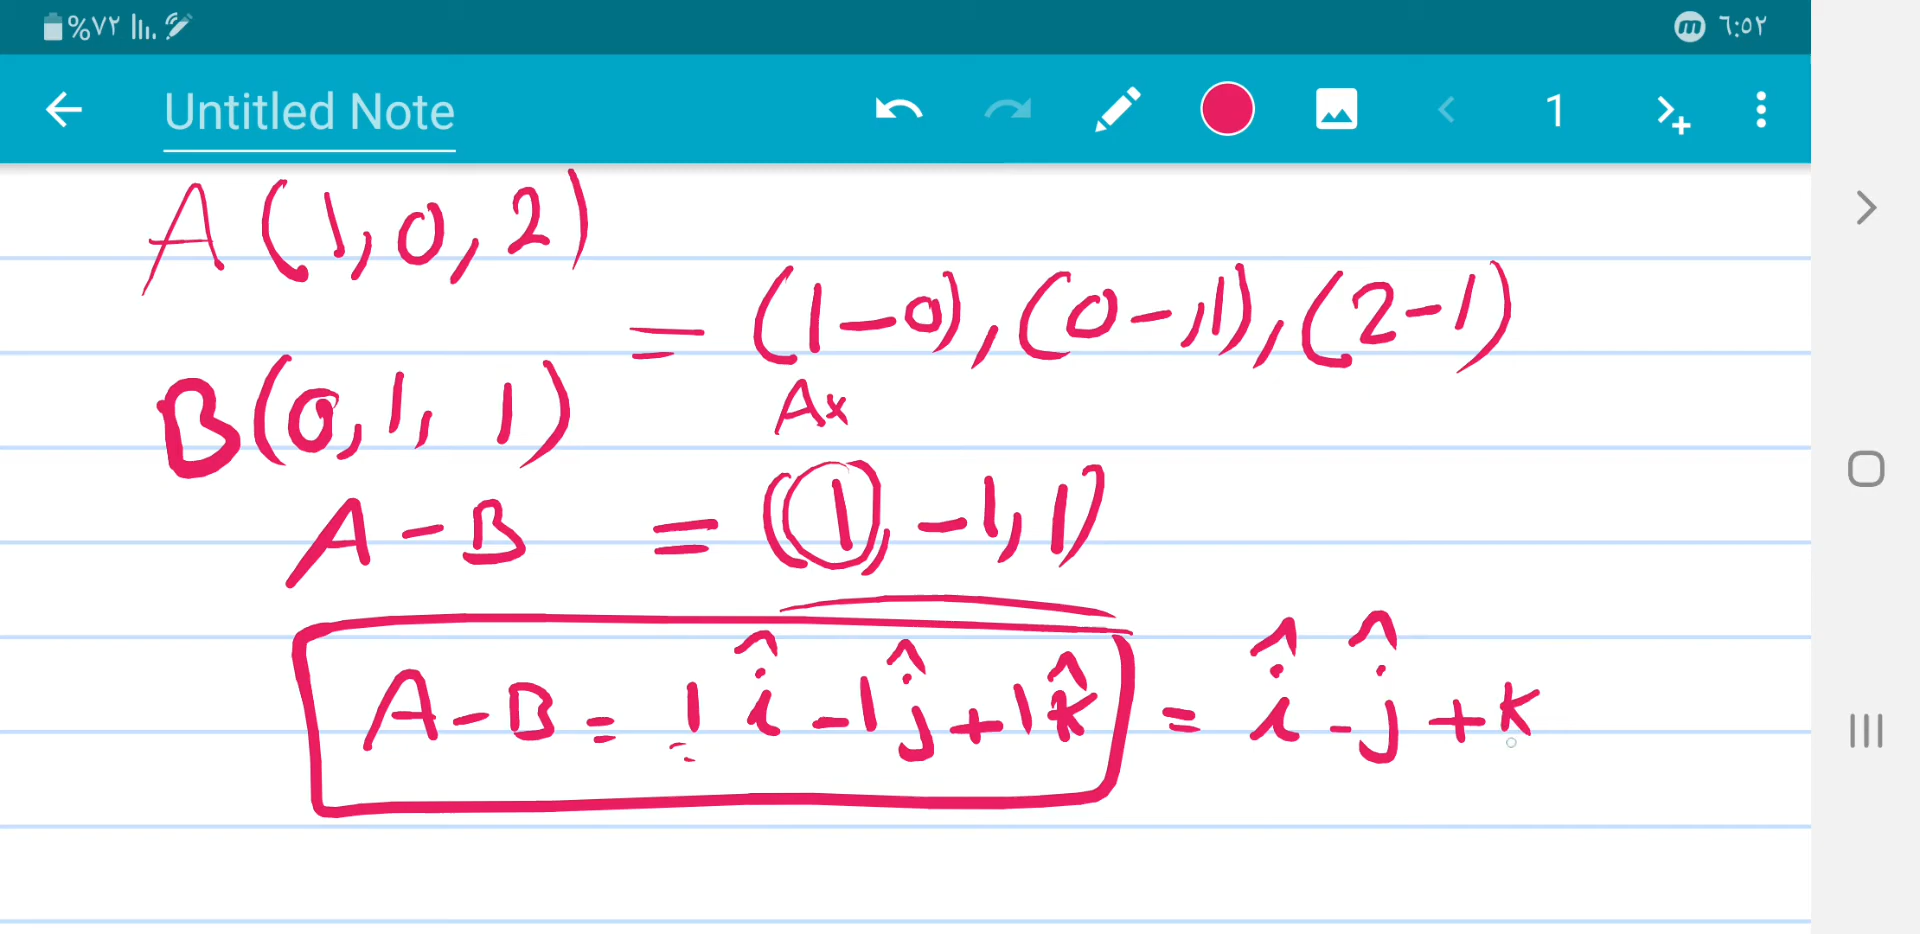 %٧٢ ٦:٥٢
Untitled Note 1
A(1,0,2)
= (1-0),(0-1),(2-1)
B(0,1,1)
Ax
A-B = (1,-1,1)
A-B = 1î-1ĵ+1k̂ = î-ĵ+k